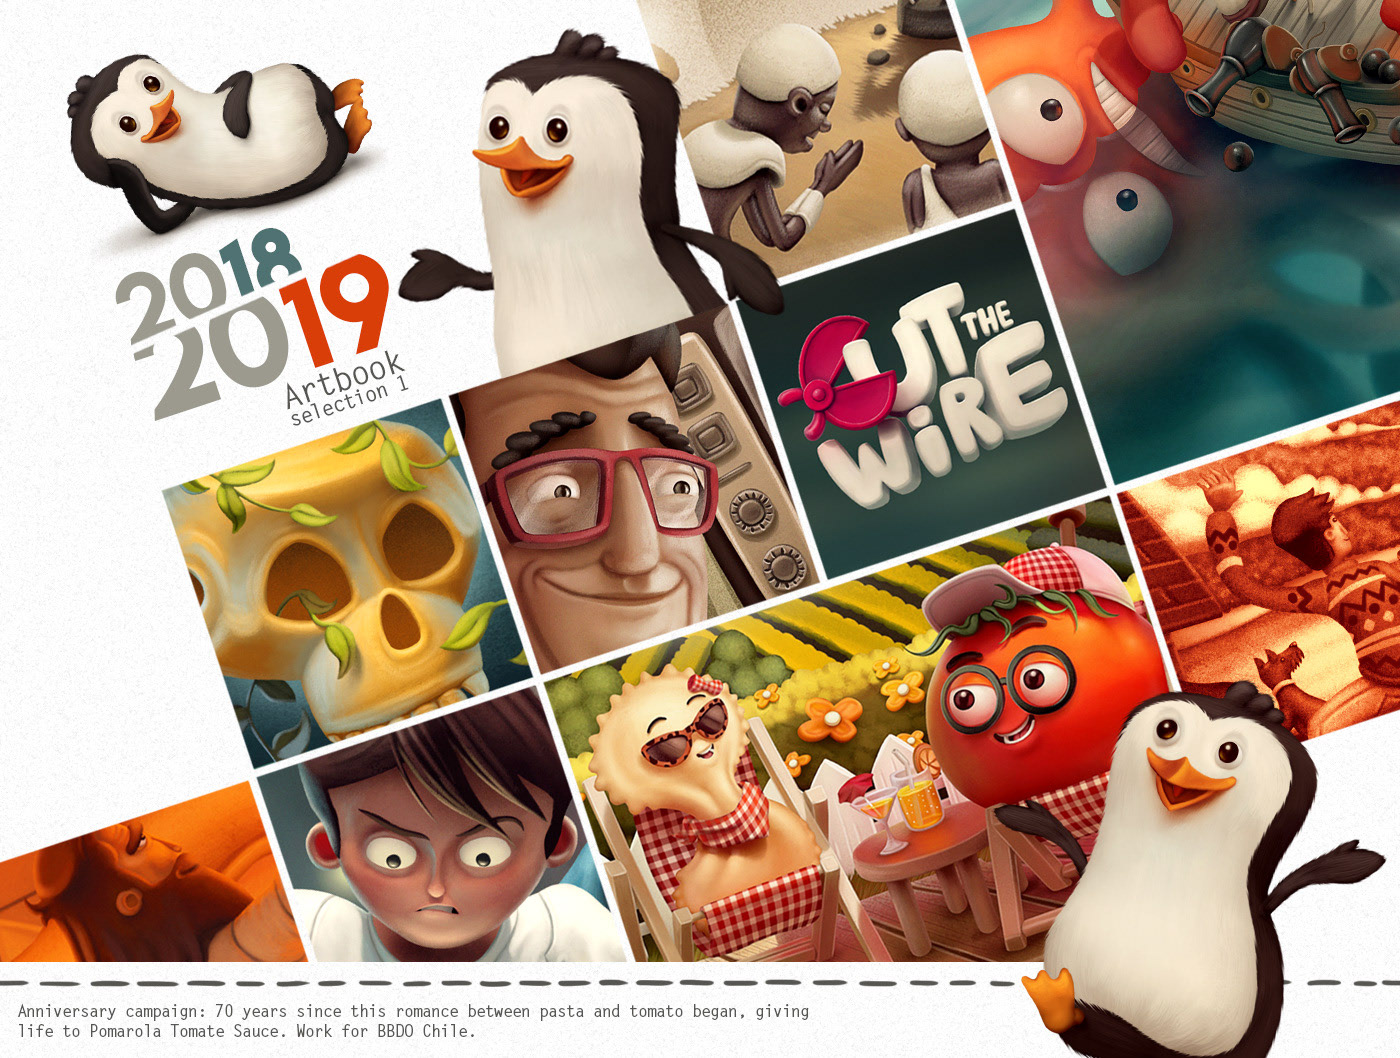 2018
-2019
Artbook
selection 1
CUT THE
WiRE
Anniversary campaign: 70 years since this romance between pasta and tomato began, giving
life to Pomarola Tomate Sauce. Work for BBDO Chile.